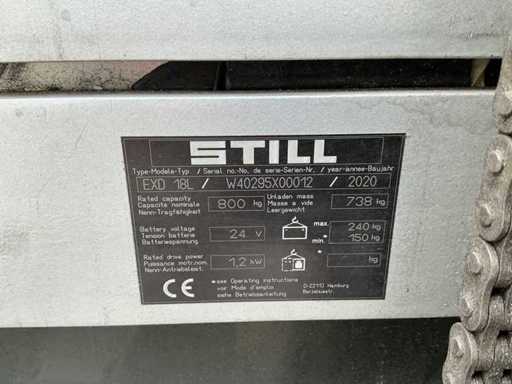 STILL
Type-Modele-Typ / Serial no.-No. de serie-Serien-Nr. / year-annee-Baujahr
EXD 18L / W40295X00012 / 2020
Rated capacity
Capacite nominale 800 kg
Nenn-Tragfähigkeit
Unladen mass
Masse a vide 738 kg
Leergewicht
Battery voltage
Tension batterie 24 V
Batteriespannung
max. 240 kg
min. * 150 kg
Rated drive power
Puissance motr.nom. 1,2 kW
Nenn-Antriebsleist.
* kg
CE
* see Operating instructions
voir Mode d'emploi
siehe Betriebsanleitung
D-22113 Hamburg
Berzeliusstr.